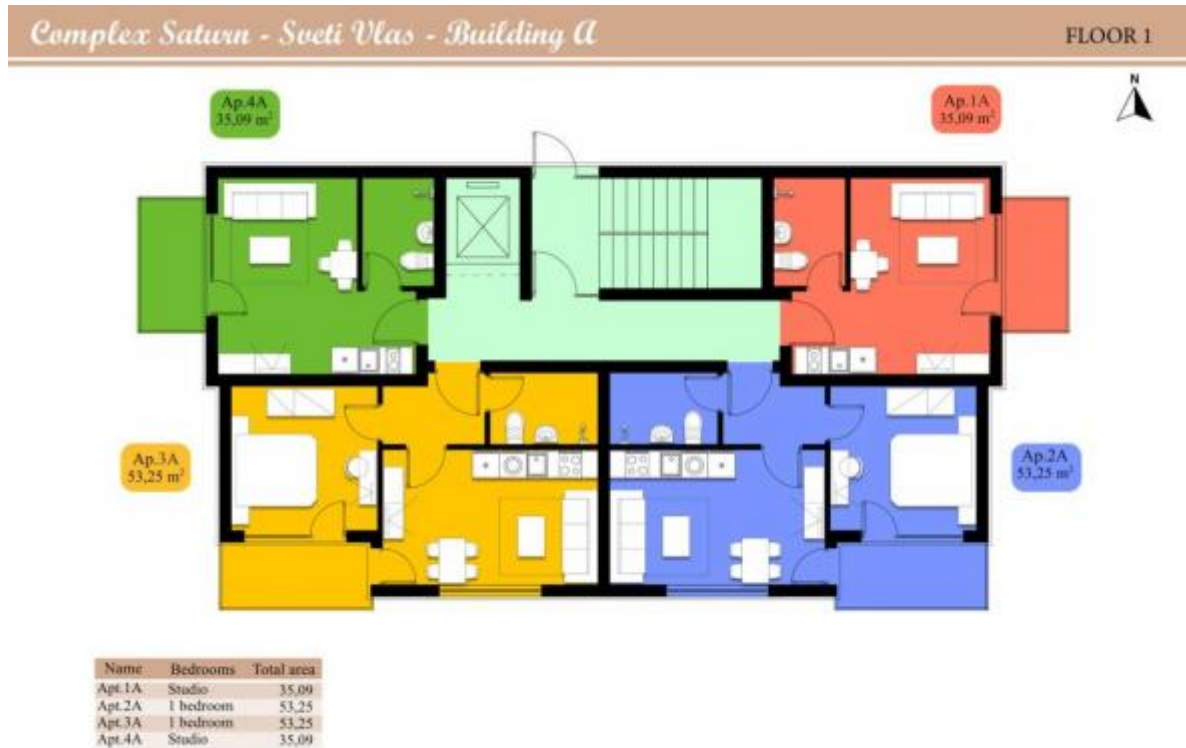 Complex Saturn - Sveti Vlas - Building A
FLOOR 1
N
Ap.4A
35,09 m²
Ap.1A
35,09 m²
Ap.3A
53,25 m²
Ap.2A
53,25 m²
Name Bedrooms Total area
Apt.1A Studio 35,09
Apt.2A 1 bedroom 53,25
Apt.3A 1 bedroom 53,25
Apt.4A Studio 35,09